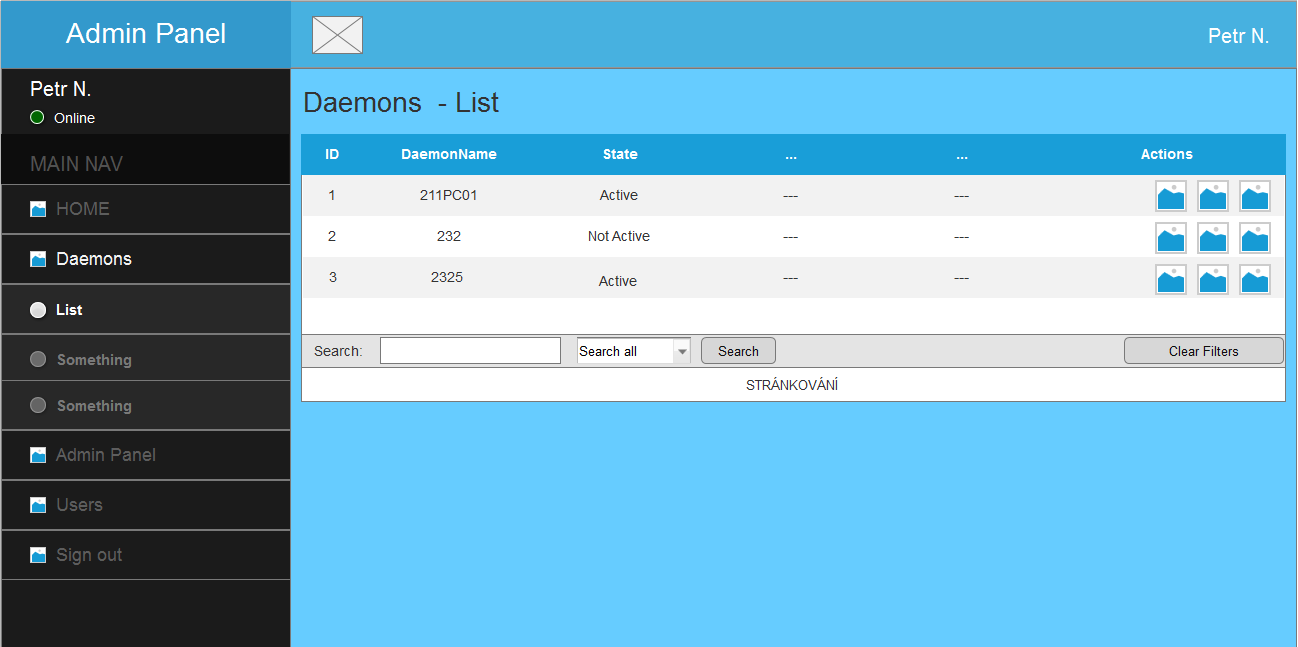 Admin Panel
Petr N.
Petr N.
Online
MAIN NAV
HOME
Daemons
List
Something
Something
Admin Panel
Users
Sign out
Daemons - List
ID DaemonName State ... ... Actions
1 211PC01 Active --- ---
2 232 Not Active --- ---
3 2325 Active --- ---
Search: Search all Search Clear Filters
STRÁNKOVÁNÍ